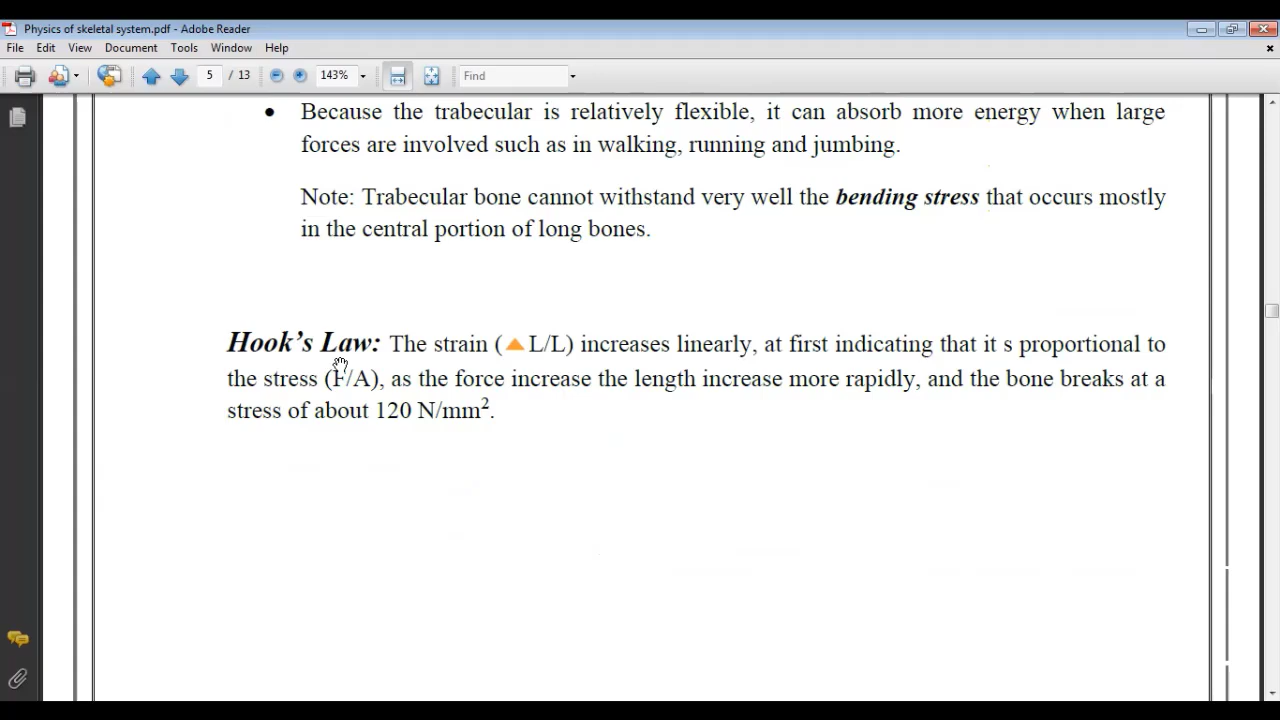 Physics of skeletal system.pdf - Adobe Reader
File Edit View Document Tools Window Help
5 / 13 143% Find
• Because the trabecular is relatively flexible, it can absorb more energy when large
forces are involved such as in walking, running and jumbing.
Note: Trabecular bone cannot withstand very well the bending stress that occurs mostly
in the central portion of long bones.
Hook’s Law: The strain (▲L/L) increases linearly, at first indicating that it s proportional to
the stress (F/A), as the force increase the length increase more rapidly, and the bone breaks at a
stress of about 120 N/mm².